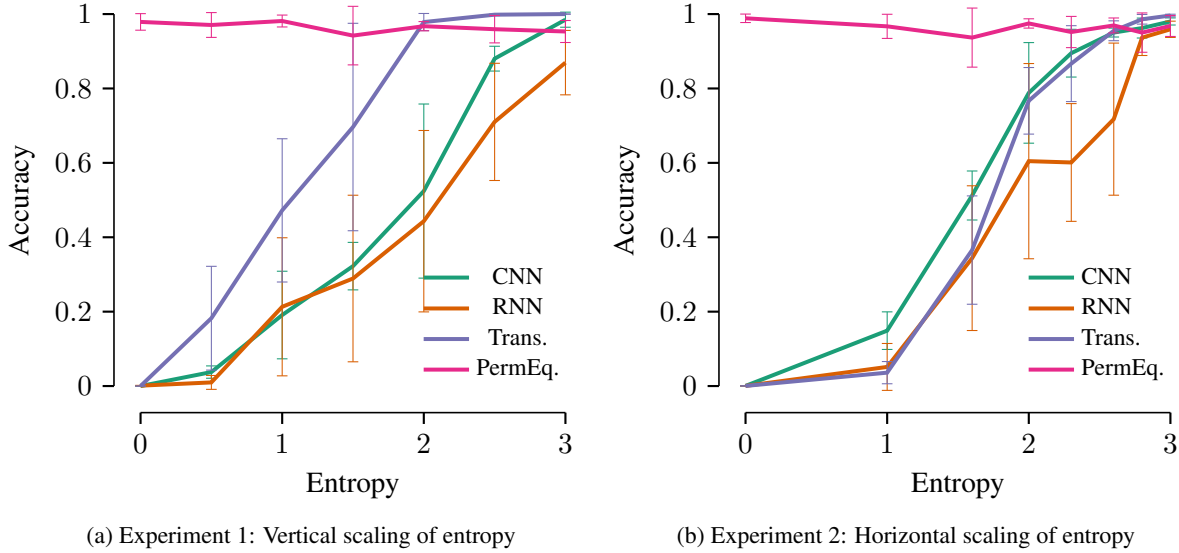 1
0.8
0.6
0.4
0.2
0
Accuracy
CNN
RNN
Trans.
PermEq.
0 1 2 3
Entropy
(a) Experiment 1: Vertical scaling of entropy
1
0.8
0.6
0.4
0.2
0
Accuracy
CNN
RNN
Trans.
PermEq.
0 1 2 3
Entropy
(b) Experiment 2: Horizontal scaling of entropy